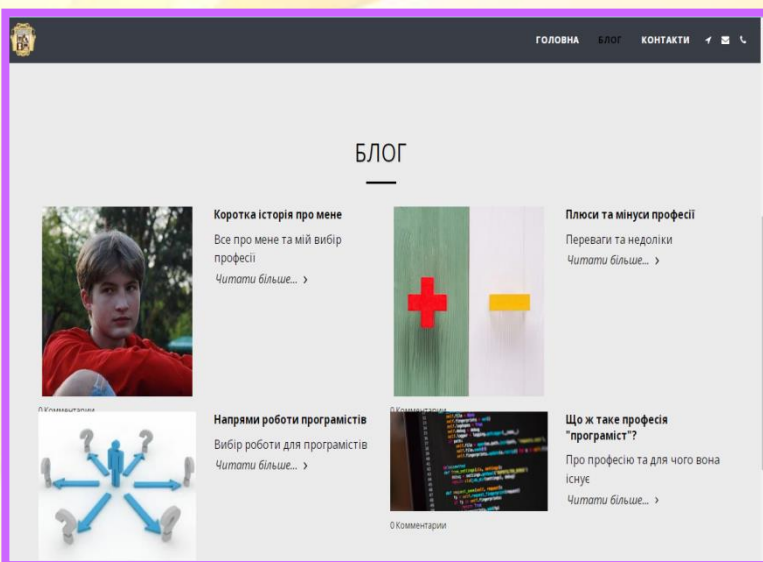 ГОЛОВНА БЛОГ КОНТАКТИ
БЛОГ
Коротка історія про мене
Все про мене та мій вибір
професії
Читати більше... ›
0 Комментарии
Плюси та мінуси професії
Переваги та недоліки
Читати більше... ›
0 Комментарии
Напрями роботи програмістів
Вибір роботи для програмістів
Читати більше... ›
Що ж таке професія
"програміст"?
Про професію та для чого вона
існує
Читати більше... ›
0 Комментарии